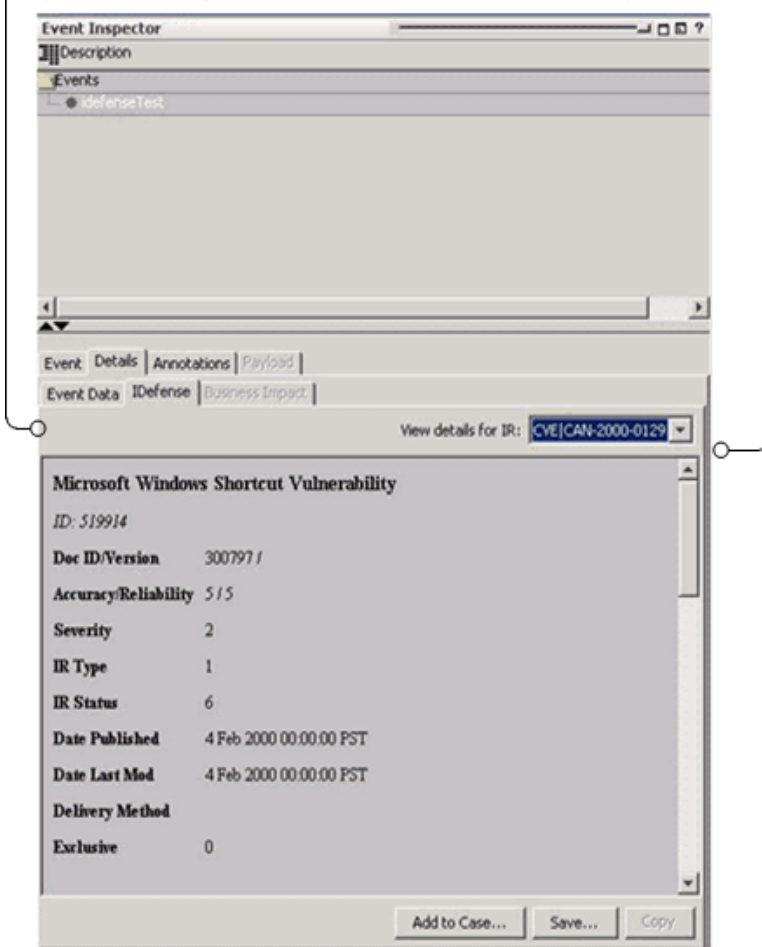 Event Inspector ?
Description
Events
idefenseTest
Event Details Annotations Payload
Event Data IDefense Business Impact
View details for IR: CVE|CAN-2000-0129
Microsoft Windows Shortcut Vulnerability
ID: 519914
Doc ID/Version 300797 /
Accuracy/Reliability 5 / 5
Severity 2
IR Type 1
IR Status 6
Date Published 4 Feb 2000 00:00:00 PST
Date Last Mod 4 Feb 2000 00:00:00 PST
Delivery Method
Exclusive 0
Add to Case... Save... Copy